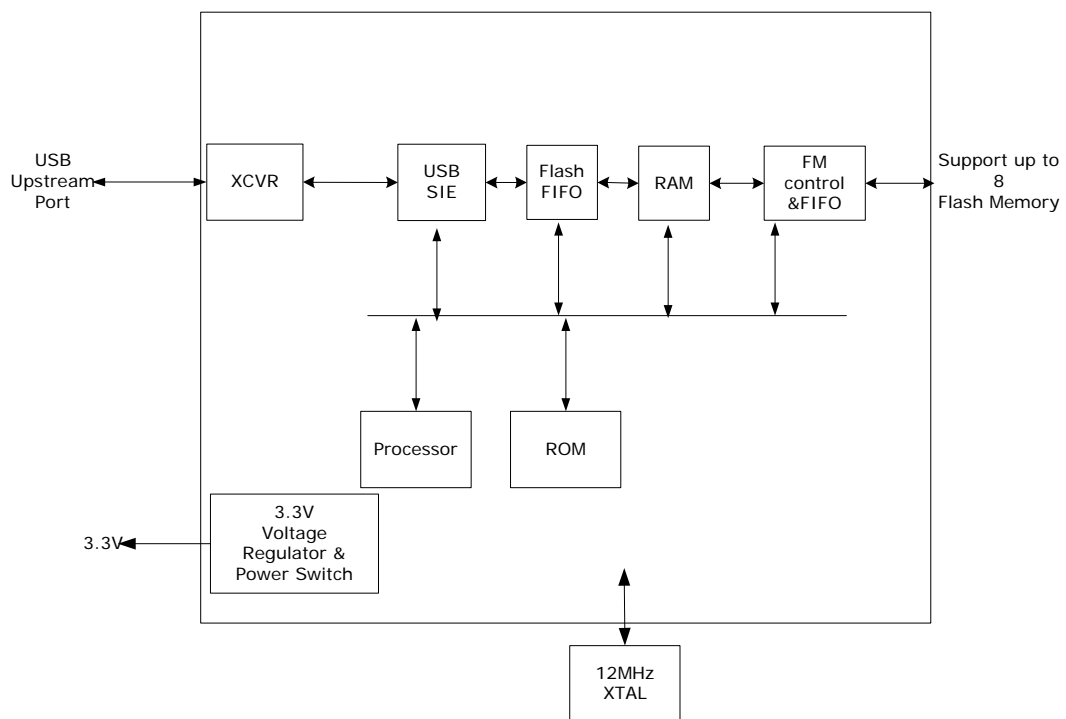 USB
Upstream
Port
XCVR
USB
SIE
Flash
FIFO
RAM
FM
control
&FIFO
Support up to
8
Flash Memory
Processor
ROM
3.3V
3.3V
Voltage
Regulator &
Power Switch
12MHz
XTAL